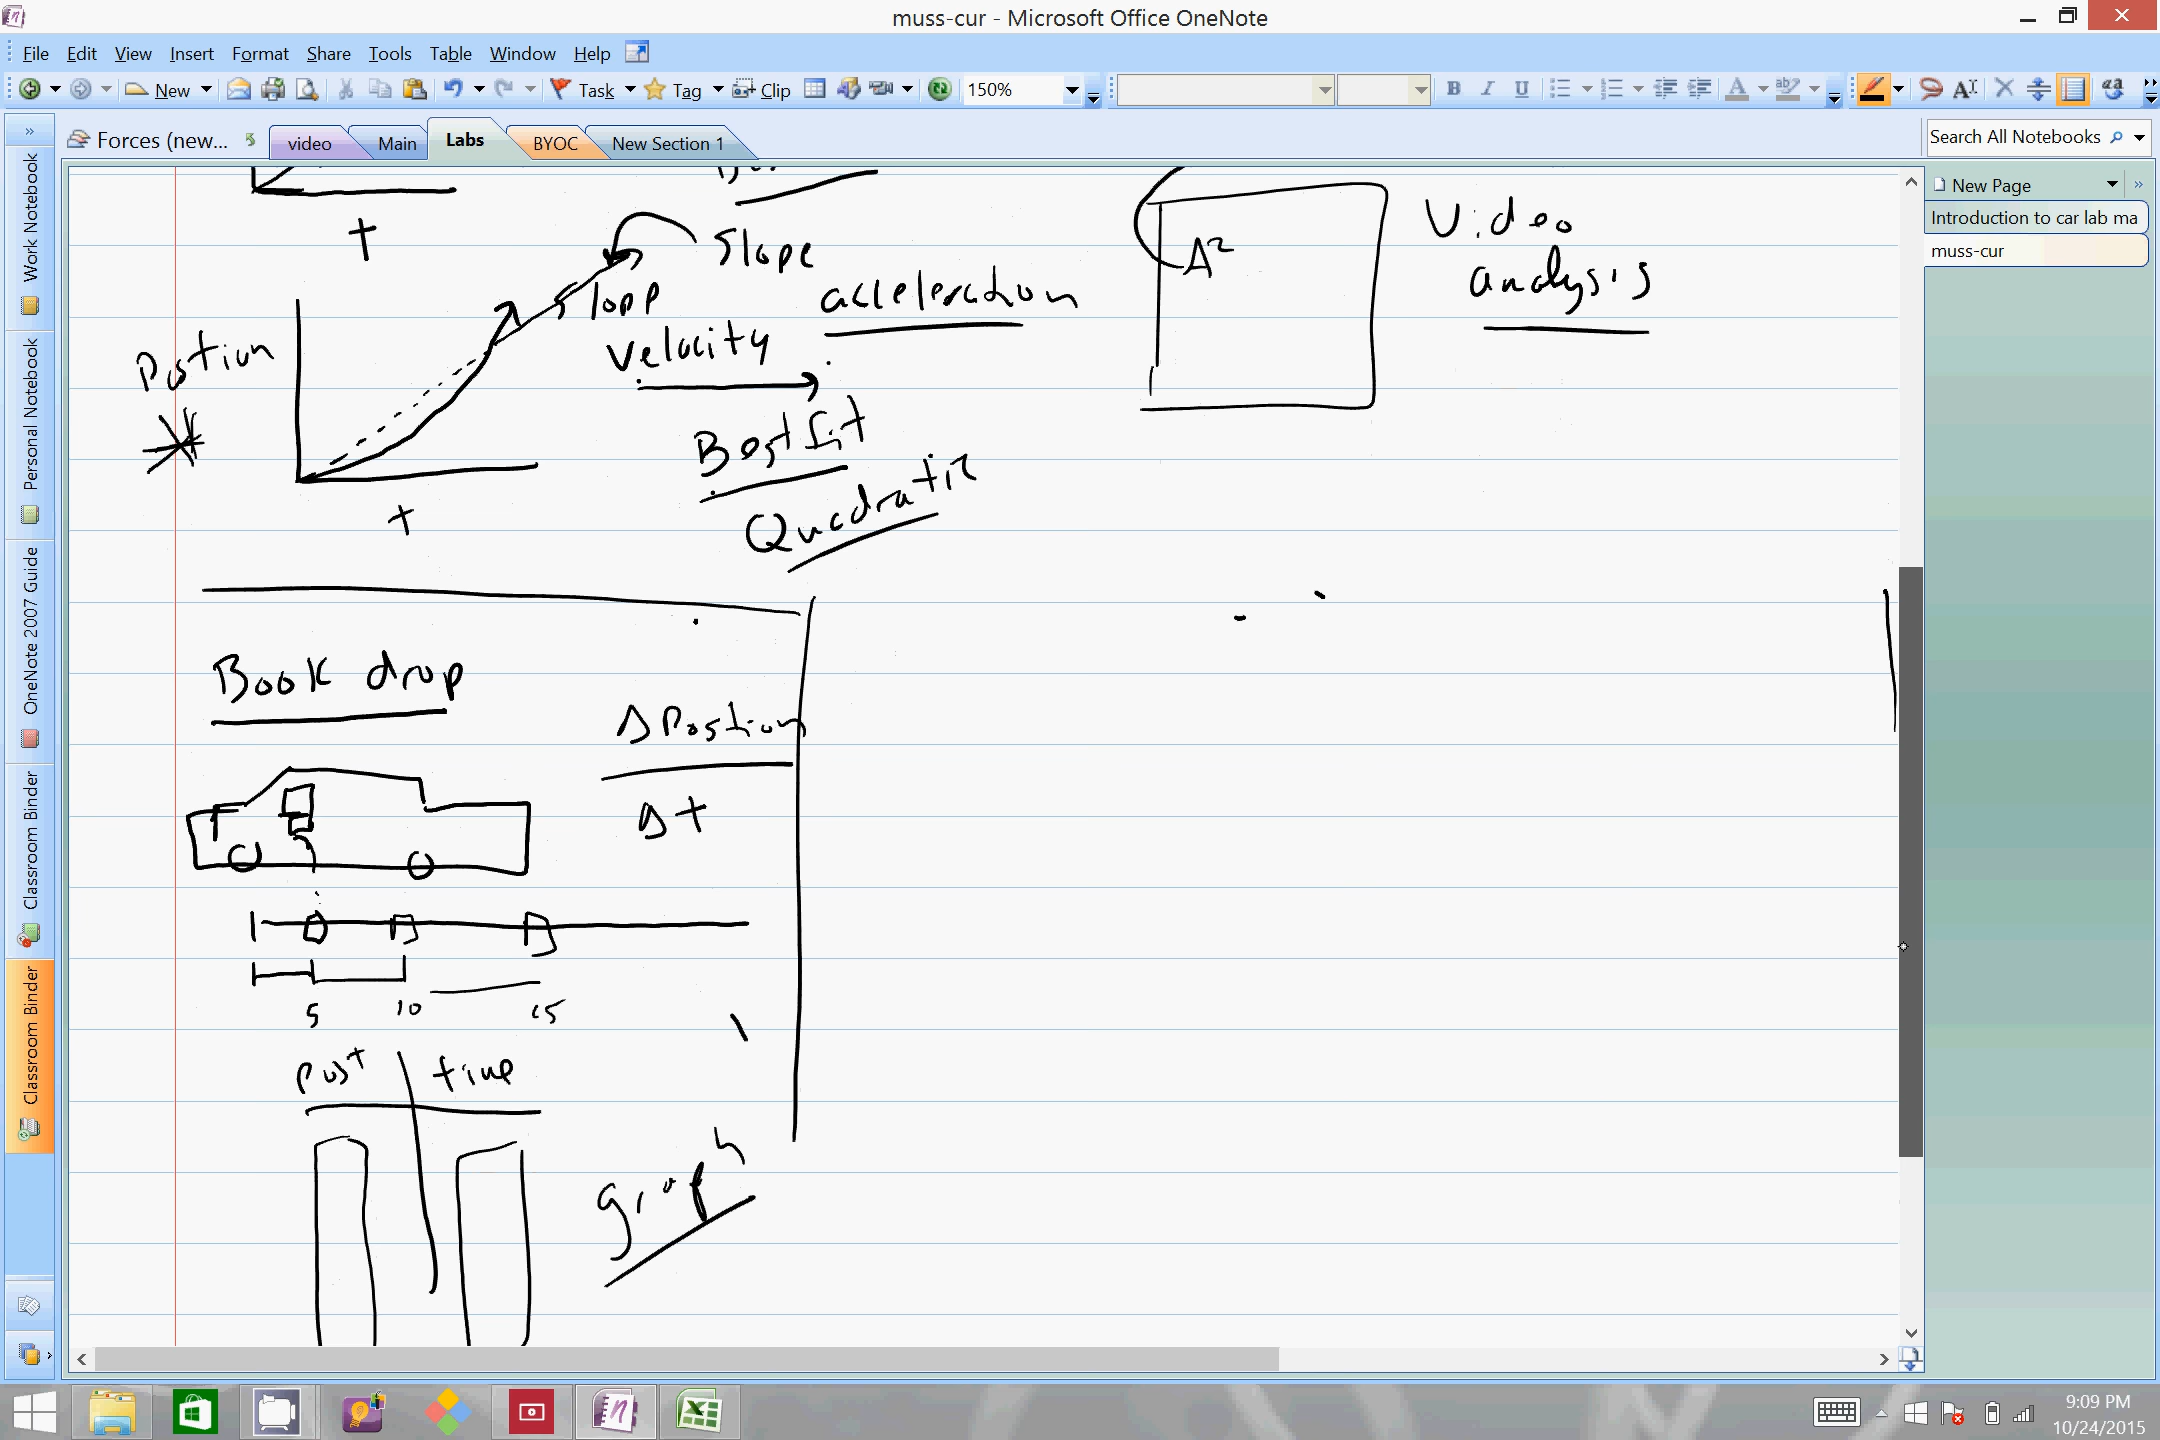 muss-cur - Microsoft Office OneNote
File Edit View Insert Format Share Tools Table Window Help
New Task Tag Clip 150% B I U
Forces (new... video Main Labs BYOC New Section 1
Search All Notebooks
New Page
Introduction to car lab ma
muss-cur
Work Notebook
Personal Notebook
OneNote 2007 Guide
Classroom Binder
Classroom Binder
t
Slope
slope
velocity
accleleration
Postion
t
Best fit
Quadratic
A²
Video
analysis
Book drop
Δ Postion
Δ t
5 10 15
post time
graph
9:09 PM
10/24/2015